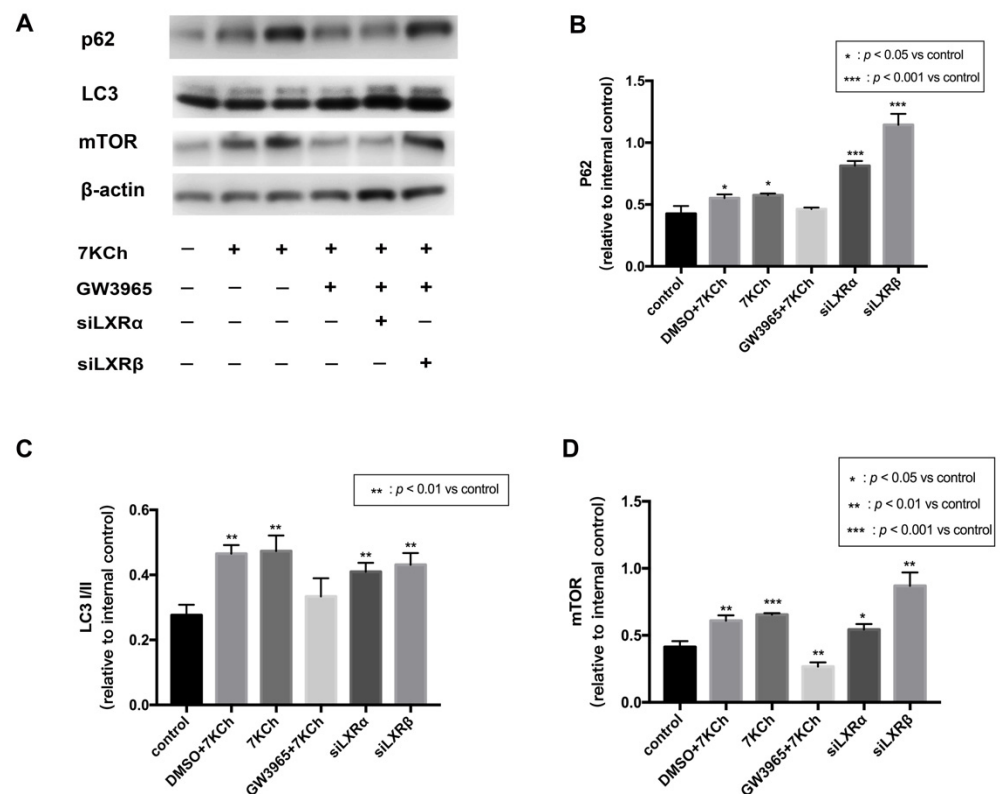 A
p62
LC3
mTOR
β-actin
7KCh – + + + + +
GW3965 – – – + + +
siLXRα – – – – + –
siLXRβ – – – – – +
B
* : p < 0.05 vs control
*** : p < 0.001 vs control
P62
(relative to internal control)
1.5
1.0
0.5
0.0
* * *** ***
control DMSO+7KCh 7KCh GW3965+7KCh siLXRα siLXRβ
C
** : p < 0.01 vs control
LC3 I/II
(relative to internal control)
0.6
0.4
0.2
0.0
** ** ** **
control DMSO+7KCh 7KCh GW3965+7KCh siLXRα siLXRβ
D
* : p < 0.05 vs control
** : p < 0.01 vs control
*** : p < 0.001 vs control
mTOR
(relative to internal control)
1.5
1.0
0.5
0.0
** *** ** * **
control DMSO+7KCh 7KCh GW3965+7KCh siLXRα siLXRβ